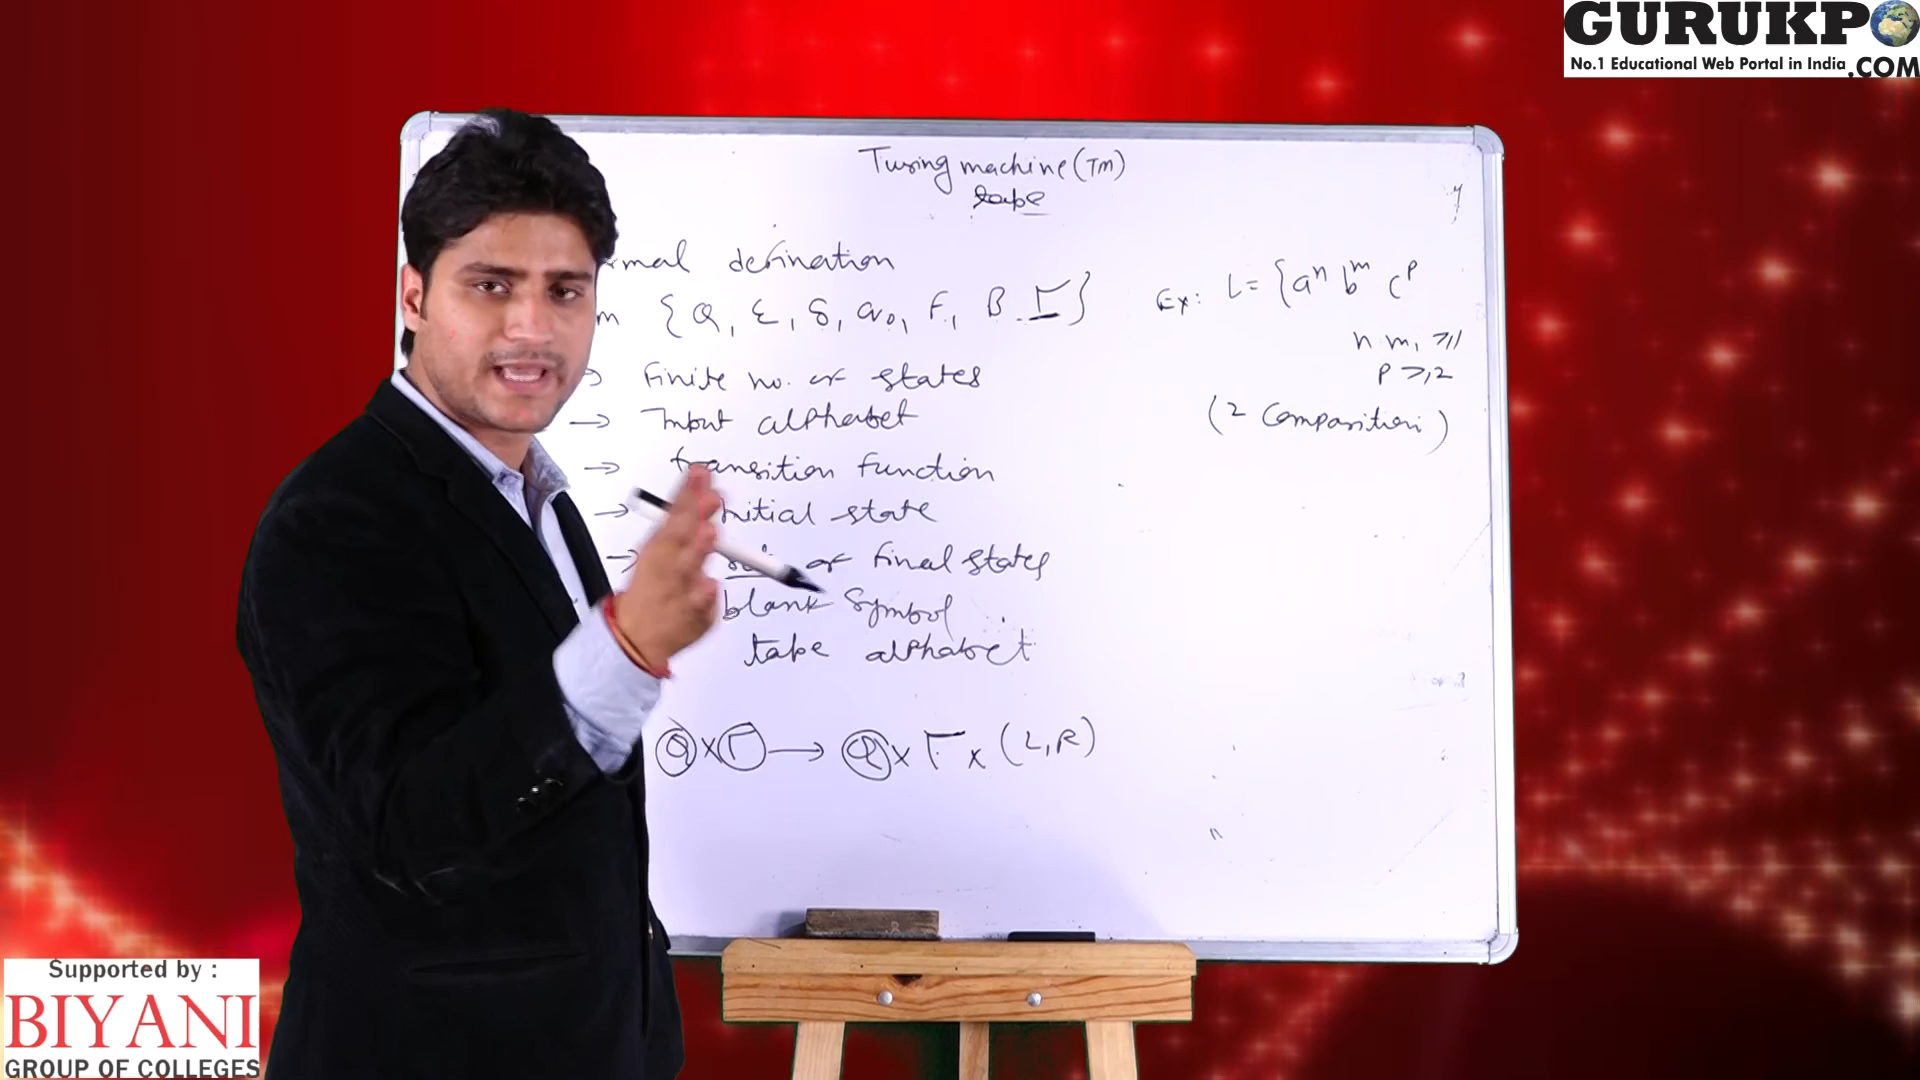 GURUKPO
No.1 Educational Web Portal in India .COM
Turing machine (TM)
tape
rmal defination
m { Q, Σ, δ, q0, F, B Γ }
→ Finite no. of states
→ Input alphabet
→ transition function
→ initial state
→ of final states
blank symbol
tape alphabet
Q × Γ → Q × Γ × (L, R)
Ex: L = { a^n b^m c^p
n m, ≥1
p ≥, 2
(2 Composition)
Supported by :
BIYANI
GROUP OF COLLEGES